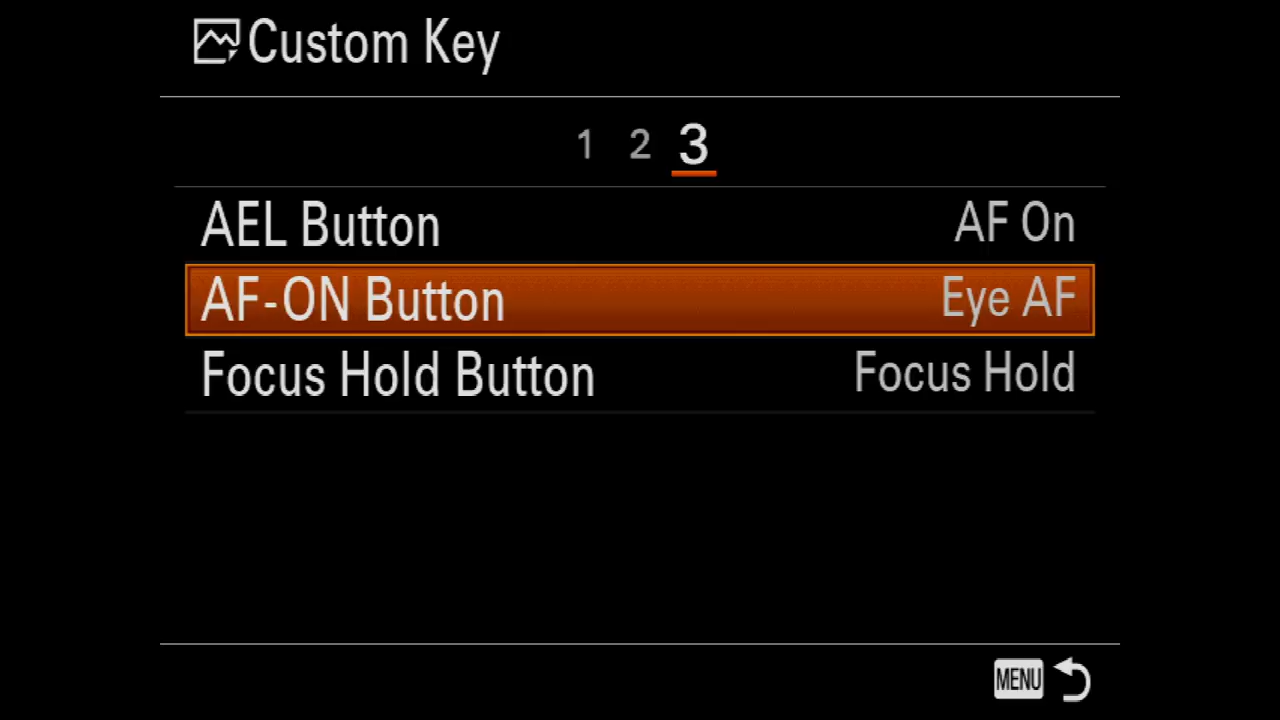 Custom Key
1 2 3
AEL Button AF On
AF-ON Button Eye AF
Focus Hold Button Focus Hold
MENU